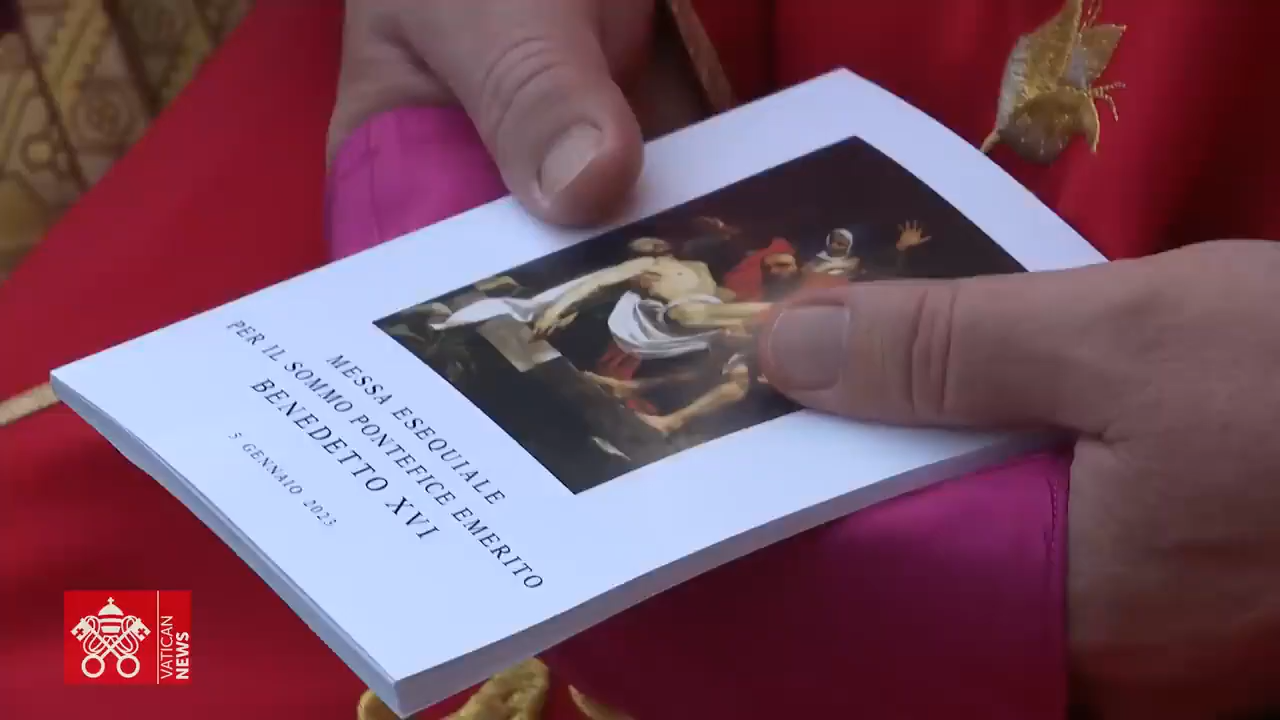 MESSA ESEQUIALE
PER IL SOMMO PONTEFICE EMERITO
BENEDETTO XVI
5 GENNAIO 2023
VATICAN
NEWS